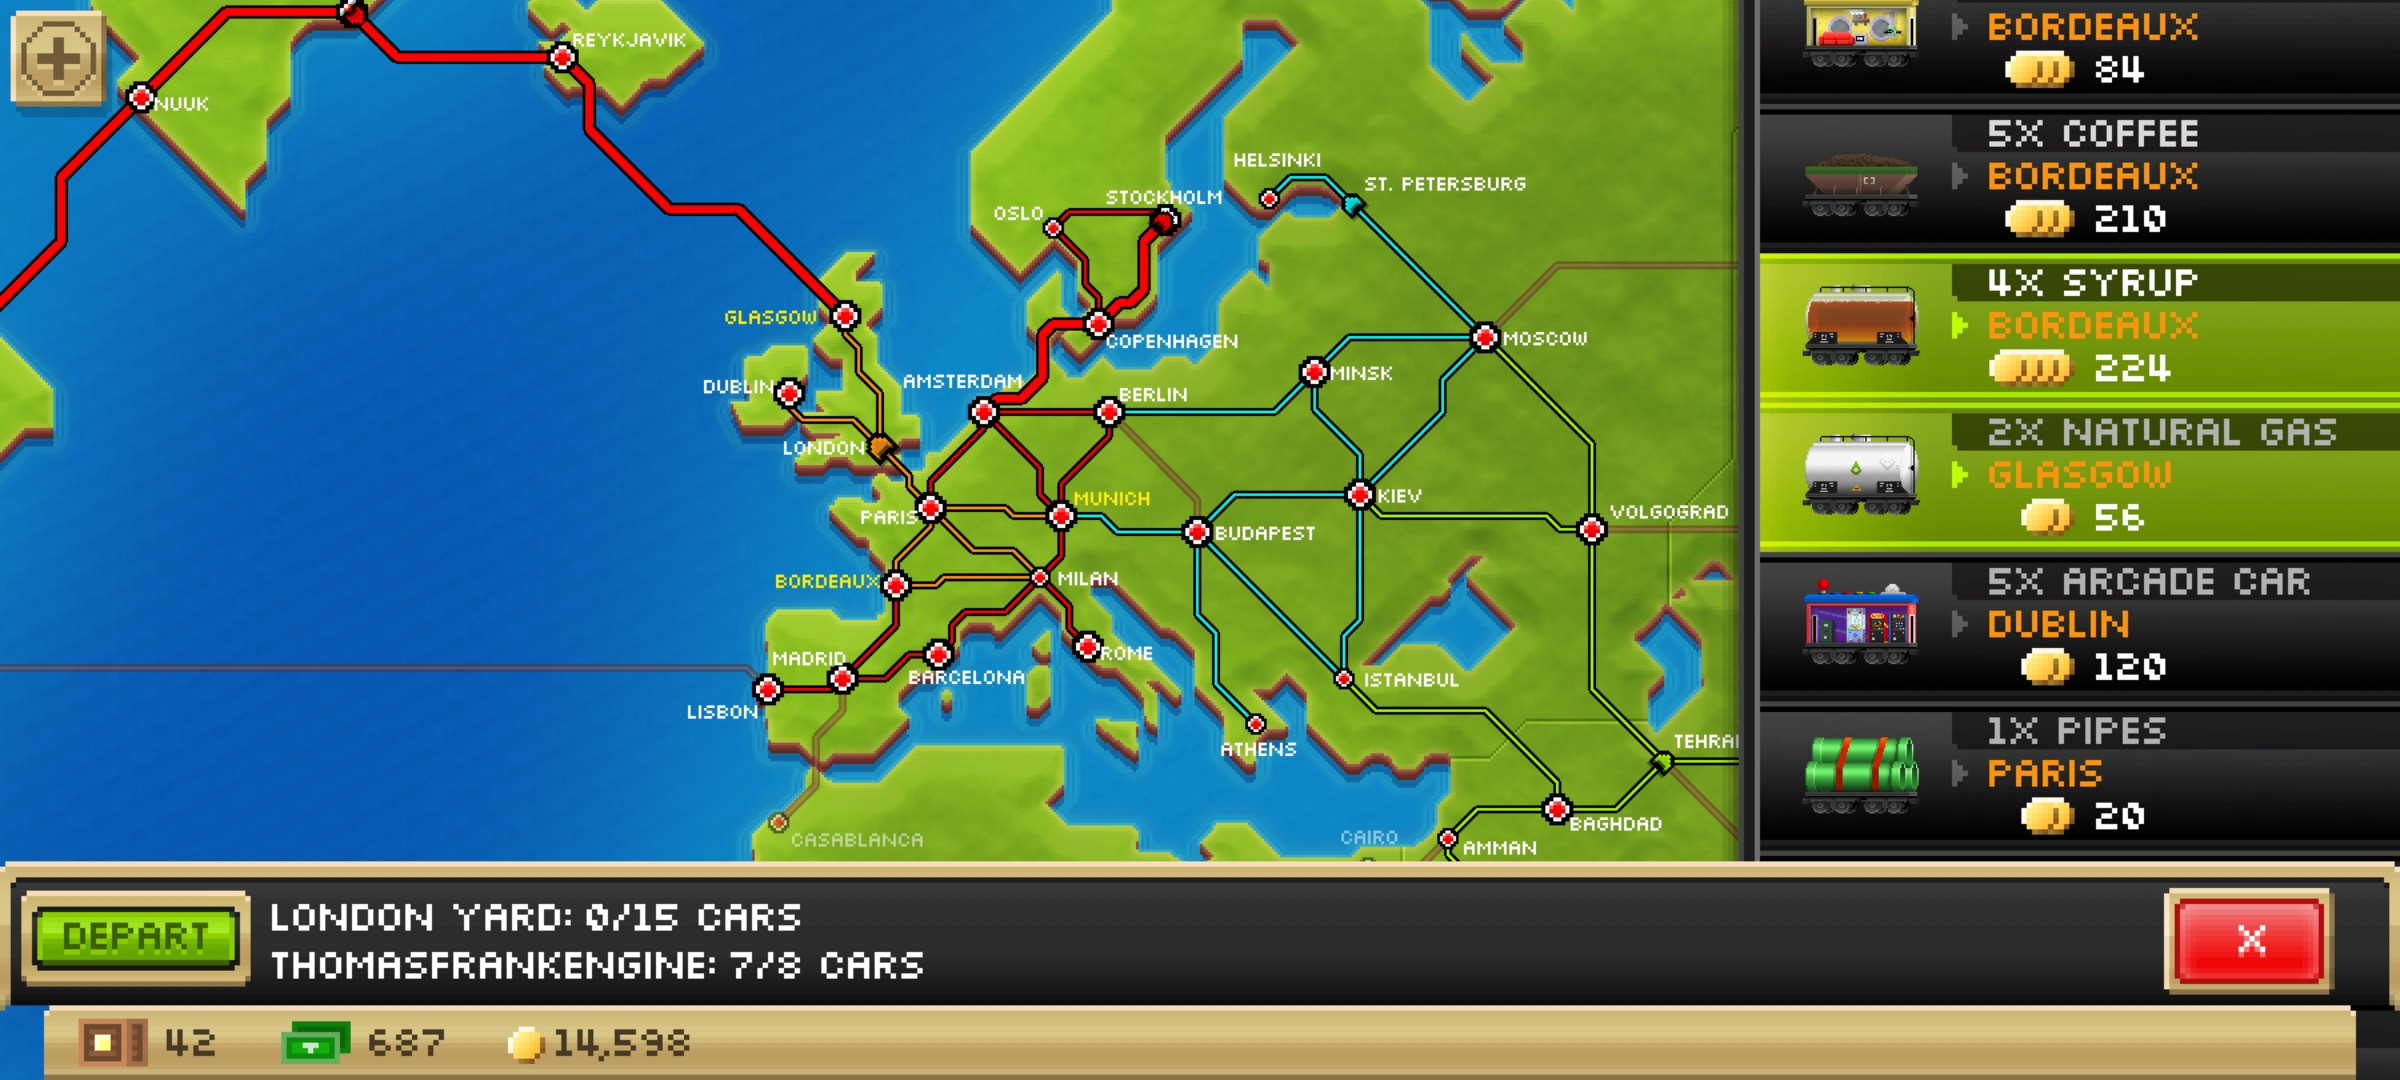 REYKJAVIK
NUUK
HELSINKI
ST. PETERSBURG
STOCKHOLM
OSLO
GLASGOW
MOSCOW
COPENHAGEN
MINSK
AMSTERDAM
DUBLIN
BERLIN
LONDON
MUNICH
KIEV
PARIS
VOLGOGRAD
BUDAPEST
BORDEAUX
MILAN
MADRID
ROME
BARCELONA
ISTANBUL
LISBON
ATHENS
TEHRA
CASABLANCA
CAIRO
BAGHDAD
AMMAN
BORDEAUX
84
5X COFFEE
BORDEAUX
210
4X SYRUP
BORDEAUX
224
2X NATURAL GAS
GLASGOW
56
5X ARCADE CAR
DUBLIN
120
1X PIPES
PARIS
20
DEPART
LONDON YARD: 0/15 CARS
THOMASFRANKENGINE: 7/8 CARS
X
42
687
14,598